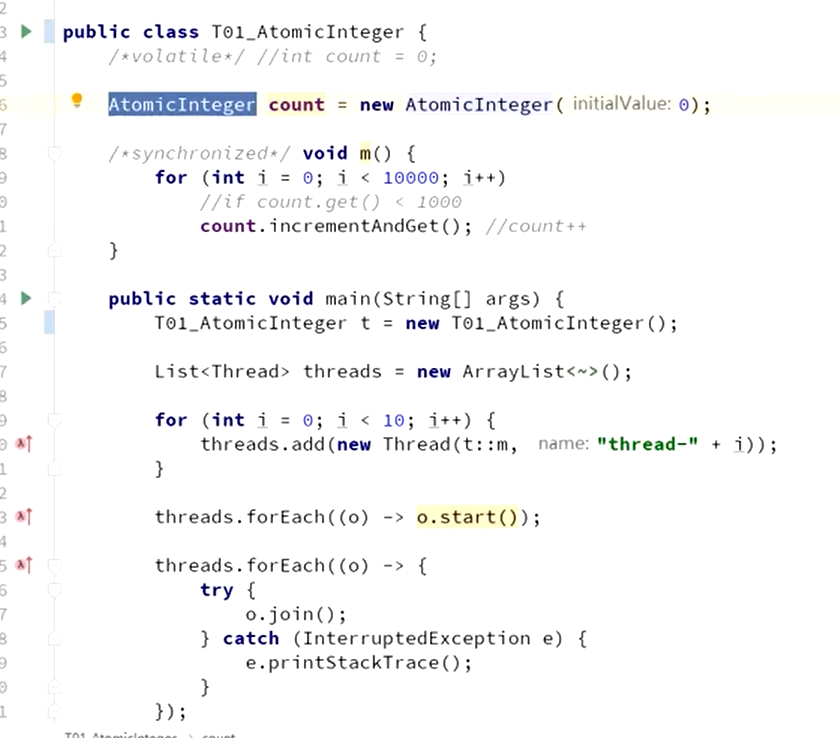 2
3 public class T01_AtomicInteger {
4 /*volatile*/ //int count = 0;
5
6 AtomicInteger count = new AtomicInteger( initialValue: 0);
7
8 /*synchronized*/ void m() {
9 for (int i = 0; i < 10000; i++)
0 //if count.get() < 1000
1 count.incrementAndGet(); //count++
2 }
3
4 public static void main(String[] args) {
5 T01_AtomicInteger t = new T01_AtomicInteger();
6
7 List<Thread> threads = new ArrayList<~>();
8
9 for (int i = 0; i < 10; i++) {
0 threads.add(new Thread(t::m, name: "thread-" + i));
1 }
2
3 threads.forEach((o) -> o.start());
4
5 threads.forEach((o) -> {
6 try {
7 o.join();
8 } catch (InterruptedException e) {
9 e.printStackTrace();
0 }
1 });
T01_AtomicInteger > count